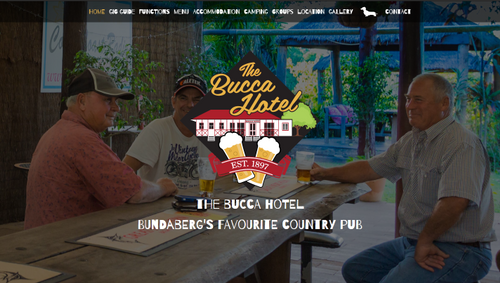 HOME GIG GUIDE FUNCTIONS MENU ACCOMMODATION CAMPING GROUPS LOCATION GALLERY CONTACT
The
Bucca
Hotel
EST. 1897
THE BUCCA HOTEL
BUNDABERG'S FAVOURITE COUNTRY PUB